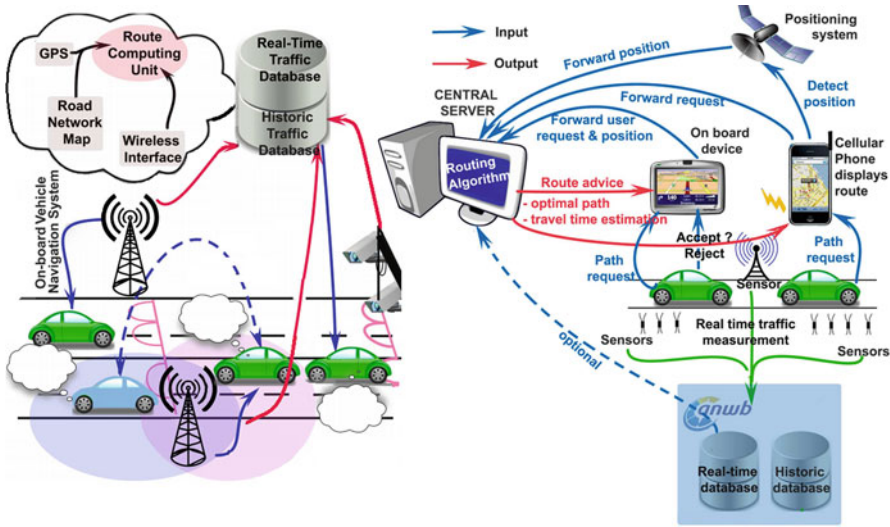 GPS
Route
Computing
Unit
Road
Network
Map
Wireless
Interface
Real-Time
Traffic
Database
Historic
Traffic
Database
On-board Vehicle
Navigation System
Input
Output
Positioning
system
Forward position
CENTRAL
SERVER
Forward request
Detect
position
Forward user
request & position
On board
device
Cellular
Phone
displays
route
Routing
Algorithm
Route advice
- optimal path
- travel time estimation
Accept ?
Reject
Path
request
Path
request
Sensor
Real time traffic
measurement
Sensors
Sensors
optional
anwb
Real-time
database
Historic
database